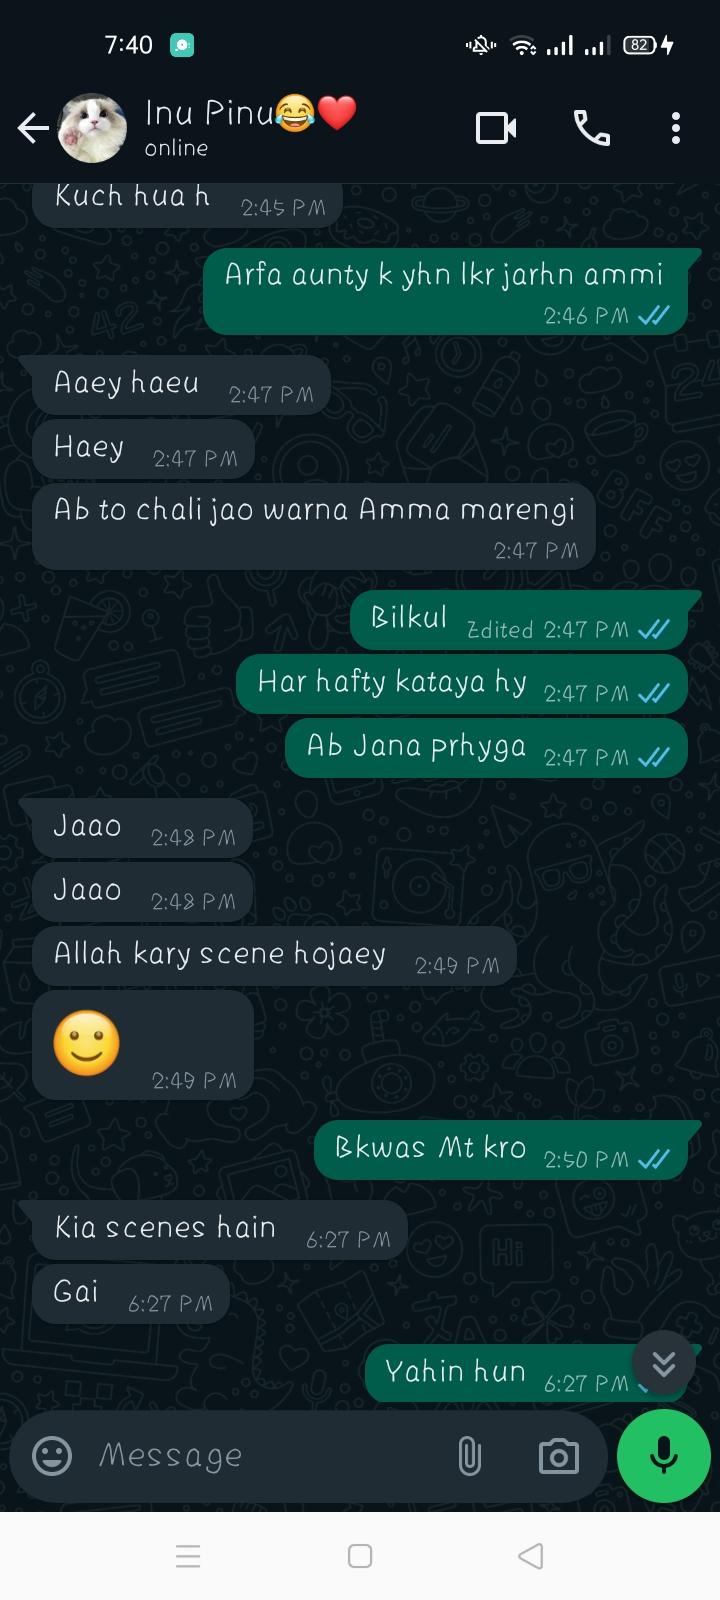 7:40
82
Inu Pinu😂❤️
online
Kuch hua h 2:45 PM
Arfa aunty k yhn lkr jarhn ammi
2:46 PM
Aaey haeu 2:47 PM
Haey 2:47 PM
Ab to chali jao warna Amma marengi
2:47 PM
Bilkul Edited 2:47 PM
Har hafty kataya hy 2:47 PM
Ab Jana prhyga 2:47 PM
Jaao 2:48 PM
Jaao 2:48 PM
Allah kary scene hojaey 2:49 PM
🙂
2:49 PM
Bkwas Mt kro 2:50 PM
Kia scenes hain 6:27 PM
Gai 6:27 PM
Yahin hun 6:27 PM
Message